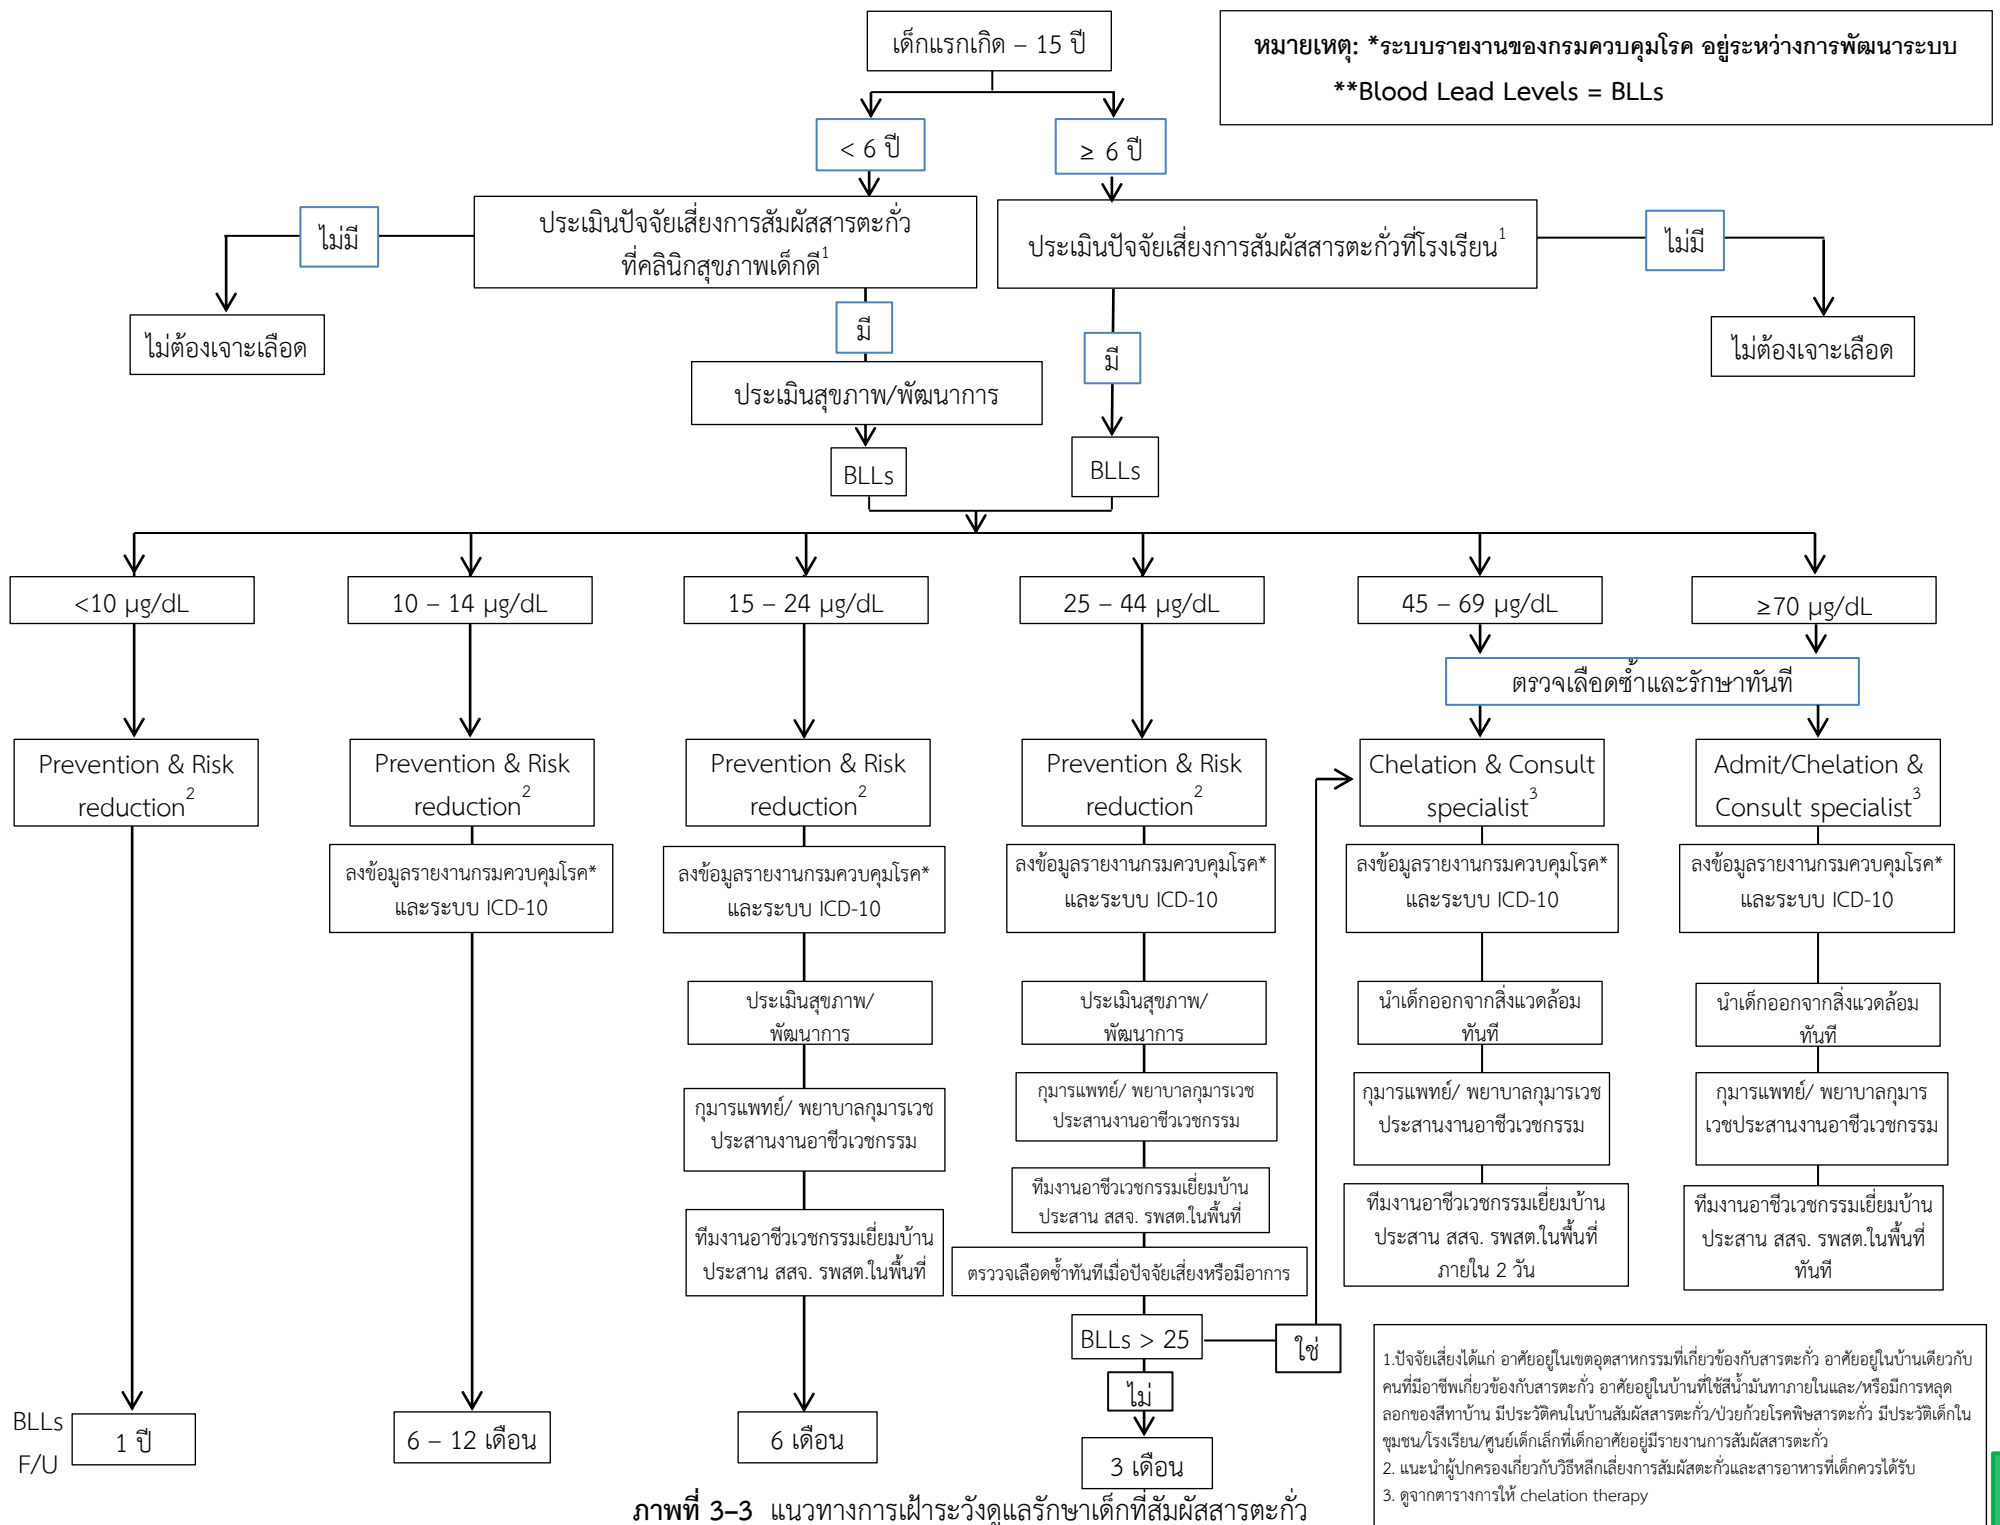 เด็กแรกเกิด – 15 ปี
หมายเหตุ: *ระบบรายงานของกรมควบคุมโรค อยู่ระหว่างการพัฒนาระบบ
**Blood Lead Levels = BLLs
< 6 ปี
≥ 6 ปี
ไม่มี
ประเมินปัจจัยเสี่ยงการสัมผัสสารตะกั่ว
ที่คลินิกสุขภาพเด็กดี1
ประเมินปัจจัยเสี่ยงการสัมผัสสารตะกั่วที่โรงเรียน1
ไม่มี
ไม่ต้องเจาะเลือด
มี
มี
ไม่ต้องเจาะเลือด
ประเมินสุขภาพ/พัฒนาการ
BLLs
BLLs
<10 µg/dL
10 – 14 µg/dL
15 – 24 µg/dL
25 – 44 µg/dL
45 – 69 µg/dL
≥70 µg/dL
ตรวจเลือดซ้ำและรักษาทันที
Prevention & Risk
reduction2
Prevention & Risk
reduction2
Prevention & Risk
reduction2
Prevention & Risk
reduction2
Chelation & Consult
specialist3
Admit/Chelation &
Consult specialist3
ลงข้อมูลรายงานกรมควบคุมโรค*
และระบบ ICD-10
ลงข้อมูลรายงานกรมควบคุมโรค*
และระบบ ICD-10
ลงข้อมูลรายงานกรมควบคุมโรค*
และระบบ ICD-10
ลงข้อมูลรายงานกรมควบคุมโรค*
และระบบ ICD-10
ลงข้อมูลรายงานกรมควบคุมโรค*
และระบบ ICD-10
ประเมินสุขภาพ/
พัฒนาการ
ประเมินสุขภาพ/
พัฒนาการ
นำเด็กออกจากสิ่งแวดล้อม
ทันที
นำเด็กออกจากสิ่งแวดล้อม
ทันที
กุมารแพทย์/ พยาบาลกุมารเวช
ประสานงานอาชีวเวชกรรม
กุมารแพทย์/ พยาบาลกุมารเวช
ประสานงานอาชีวเวชกรรม
กุมารแพทย์/ พยาบาลกุมารเวช
ประสานงานอาชีวเวชกรรม
กุมารแพทย์/ พยาบาลกุมาร
เวชประสานงานอาชีวเวชกรรม
ทีมงานอาชีวเวชกรรมเยี่ยมบ้าน
ประสาน สสจ. รพสต.ในพื้นที่
ทีมงานอาชีวเวชกรรมเยี่ยมบ้าน
ประสาน สสจ. รพสต.ในพื้นที่
ทีมงานอาชีวเวชกรรมเยี่ยมบ้าน
ประสาน สสจ. รพสต.ในพื้นที่
ภายใน 2 วัน
ทีมงานอาชีวเวชกรรมเยี่ยมบ้าน
ประสาน สสจ. รพสต.ในพื้นที่
ทันที
ตรววจเลือดซ้ำทันทีเมื่อปัจจัยเสี่ยงหรือมีอาการ
BLLs > 25
ใช่
ไม่
BLLs
F/U
1 ปี
6 – 12 เดือน
6 เดือน
3 เดือน
1.ปัจจัยเสี่ยงได้แก่ อาศัยอยู่ในเขตอุตสาหกรรมที่เกี่ยวข้องกับสารตะกั่ว อาศัยอยู่ในบ้านเดียวกับ
คนที่มีอาชีพเกี่ยวข้องกับสารตะกั่ว อาศัยอยู่ในบ้านที่ใช้สีน้ำมันทาภายในและ/หรือมีการหลุด
ลอกของสีทาบ้าน มีประวัติคนในบ้านสัมผัสสารตะกั่ว/ป่วยก้วยโรคพิษสารตะกั่ว มีประวัติเด็กใน
ชุมชน/โรงเรียน/ศูนย์เด็กเล็กที่เด็กอาศัยอยู่มีรายงานการสัมผัสสารตะกั่ว
2. แนะนำผู้ปกครองเกี่ยวกับวิธีหลีกเลี่ยงการสัมผัสตะกั่วและสารอาหารที่เด็กควรได้รับ
3. ดูจากตารางการให้ chelation therapy
ภาพที่ 3–3 แนวทางการเฝ้าระวังดูแลรักษาเด็กที่สัมผัสสารตะกั่ว